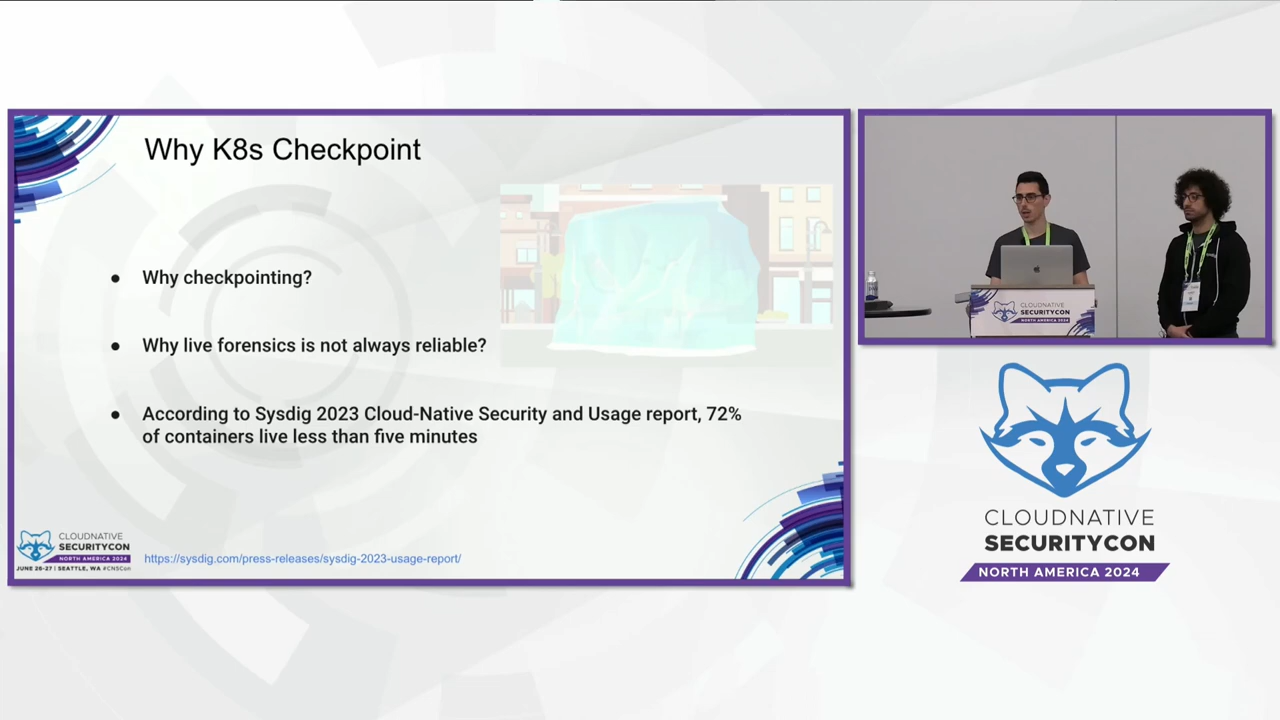 Why K8s Checkpoint
● Why checkpointing?
● Why live forensics is not always reliable?
● According to Sysdig 2023 Cloud-Native Security and Usage report, 72%
of containers live less than five minutes
CLOUDNATIVE
SECURITYCON
NORTH AMERICA 2024
JUNE 26-27 | SEATTLE, WA #CNSCon
https://sysdig.com/press-releases/sysdig-2023-usage-report/
CLOUDNATIVE
SECURITYCON
NORTH AMERICA 2024
CLOUDNATIVE
SECURITYCON
NORTH AMERICA 2024